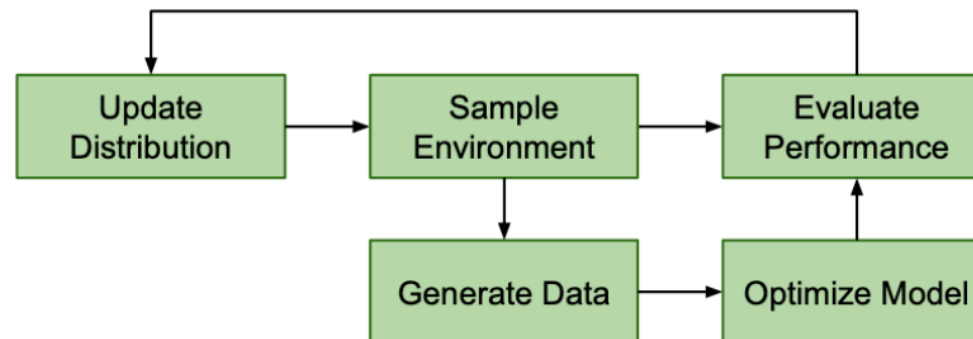 Update
Distribution
Sample
Environment
Evaluate
Performance
Generate Data
Optimize Model